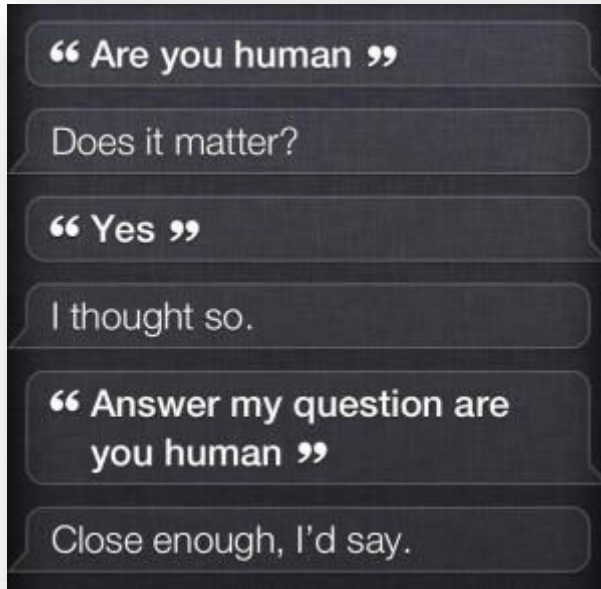 “ Are you human ”
Does it matter?
“ Yes ”
I thought so.
“ Answer my question are
you human ”
Close enough, I’d say.